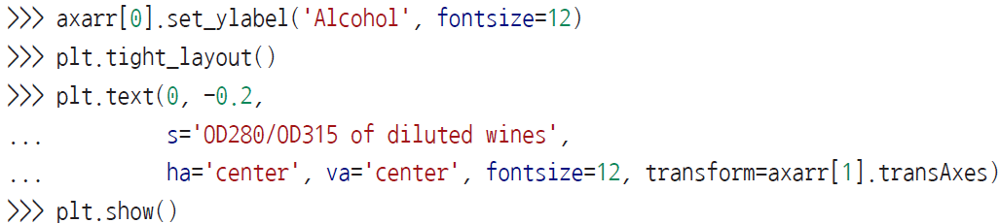 >>> axarr[0].set_ylabel('Alcohol', fontsize=12)
>>> plt.tight_layout()
>>> plt.text(0, -0.2,
...          s='OD280/OD315 of diluted wines',
...          ha='center', va='center', fontsize=12, transform=axarr[1].transAxes)
>>> plt.show()